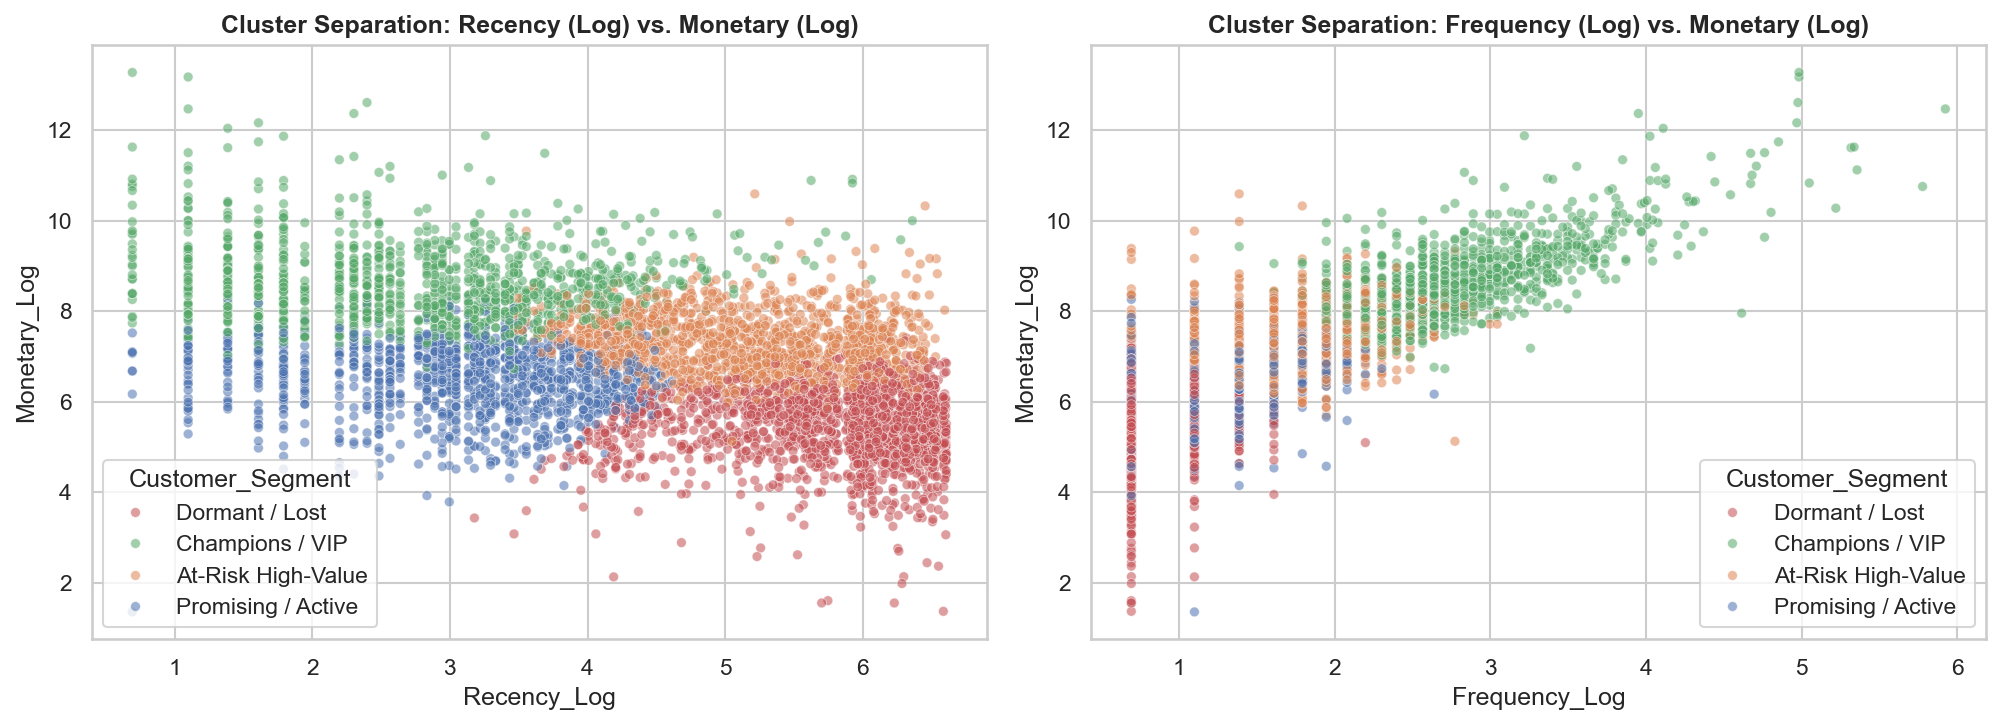 Cluster Separation: Recency (Log) vs. Monetary (Log)
Monetary_Log
12
10
8
6
4
2
Customer_Segment
Dormant / Lost
Champions / VIP
At-Risk High-Value
Promising / Active
1 2 3 4 5 6
Recency_Log
Cluster Separation: Frequency (Log) vs. Monetary (Log)
Monetary_Log
12
10
8
6
4
2
Customer_Segment
Dormant / Lost
Champions / VIP
At-Risk High-Value
Promising / Active
1 2 3 4 5 6
Frequency_Log